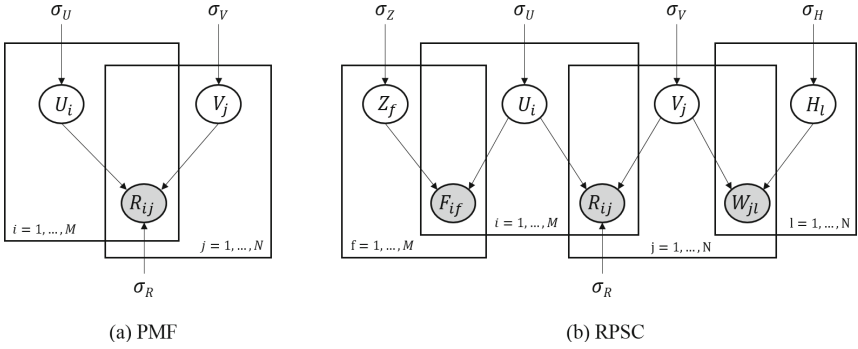 σ_U σ_V
U_i V_j
R_ij
i = 1, ..., M
j = 1, ..., N
σ_R
(a) PMF
σ_Z σ_U σ_V σ_H
Z_f U_i V_j H_l
F_if R_ij W_jl
f = 1, ..., M i = 1, ..., M j = 1, ..., N l = 1, ..., N
σ_R
(b) RPSC